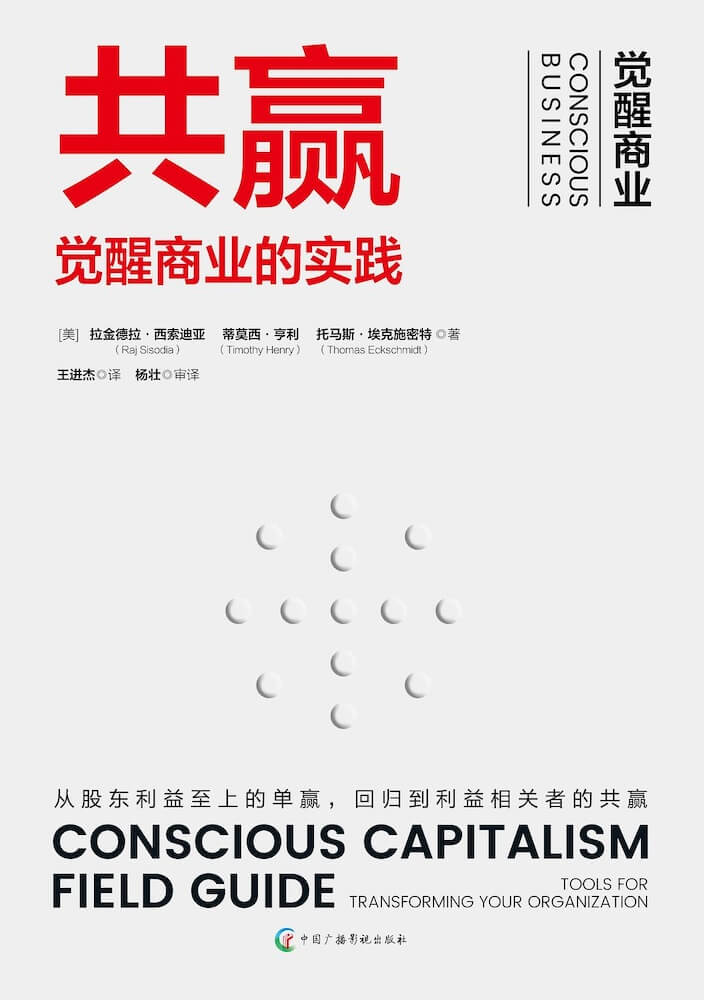 共赢
觉醒商业的实践
觉醒商业
CONSCIOUS
BUSINESS
[美] 拉金德拉·西索迪亚 蒂莫西·亨利 托马斯·埃克施密特◎著
（Raj Sisodia） （Timothy Henry） （Thomas Eckschmidt）
王进杰◎译 杨壮◎审译
从股东利益至上的单赢，回归到利益相关者的共赢
CONSCIOUS CAPITALISM
FIELD GUIDE
TOOLS FOR
TRANSFORMING YOUR ORGANIZATION
中国广播影视出版社